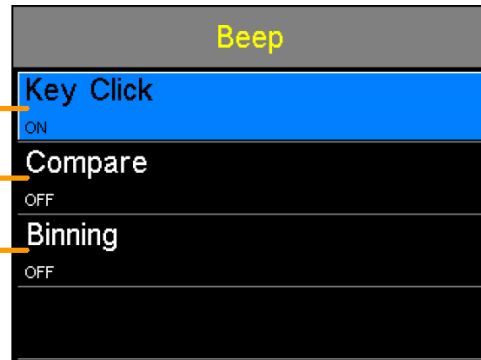 Beep
Key Click
ON
Compare
OFF
Binning
OFF